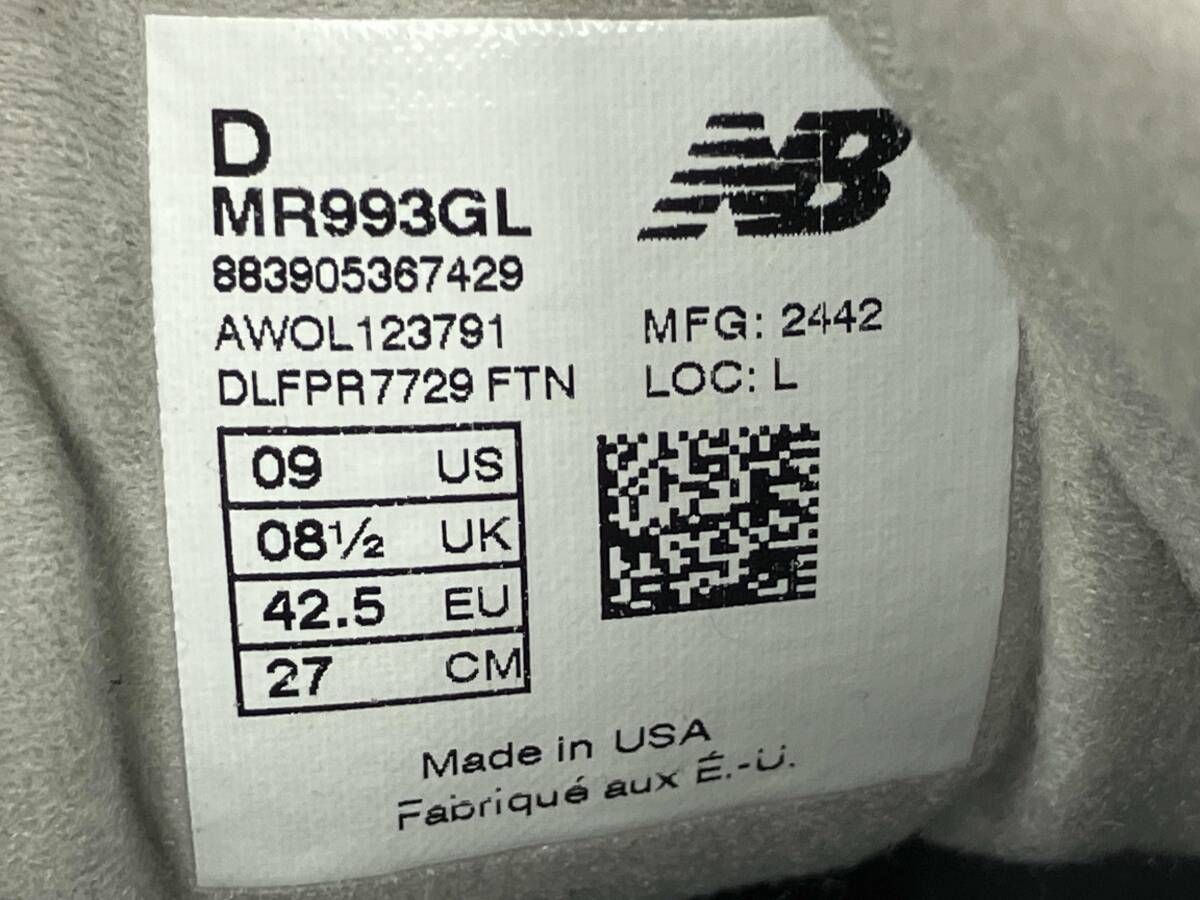 D
NB
MR993GL
883905367429
AWOL123791
MFG: 2442
DLFPR7729 FTN
LOC: L
09 US
08½ UK
42.5 EU
27 CM
Made in USA
Fabriqué aux É.-U.